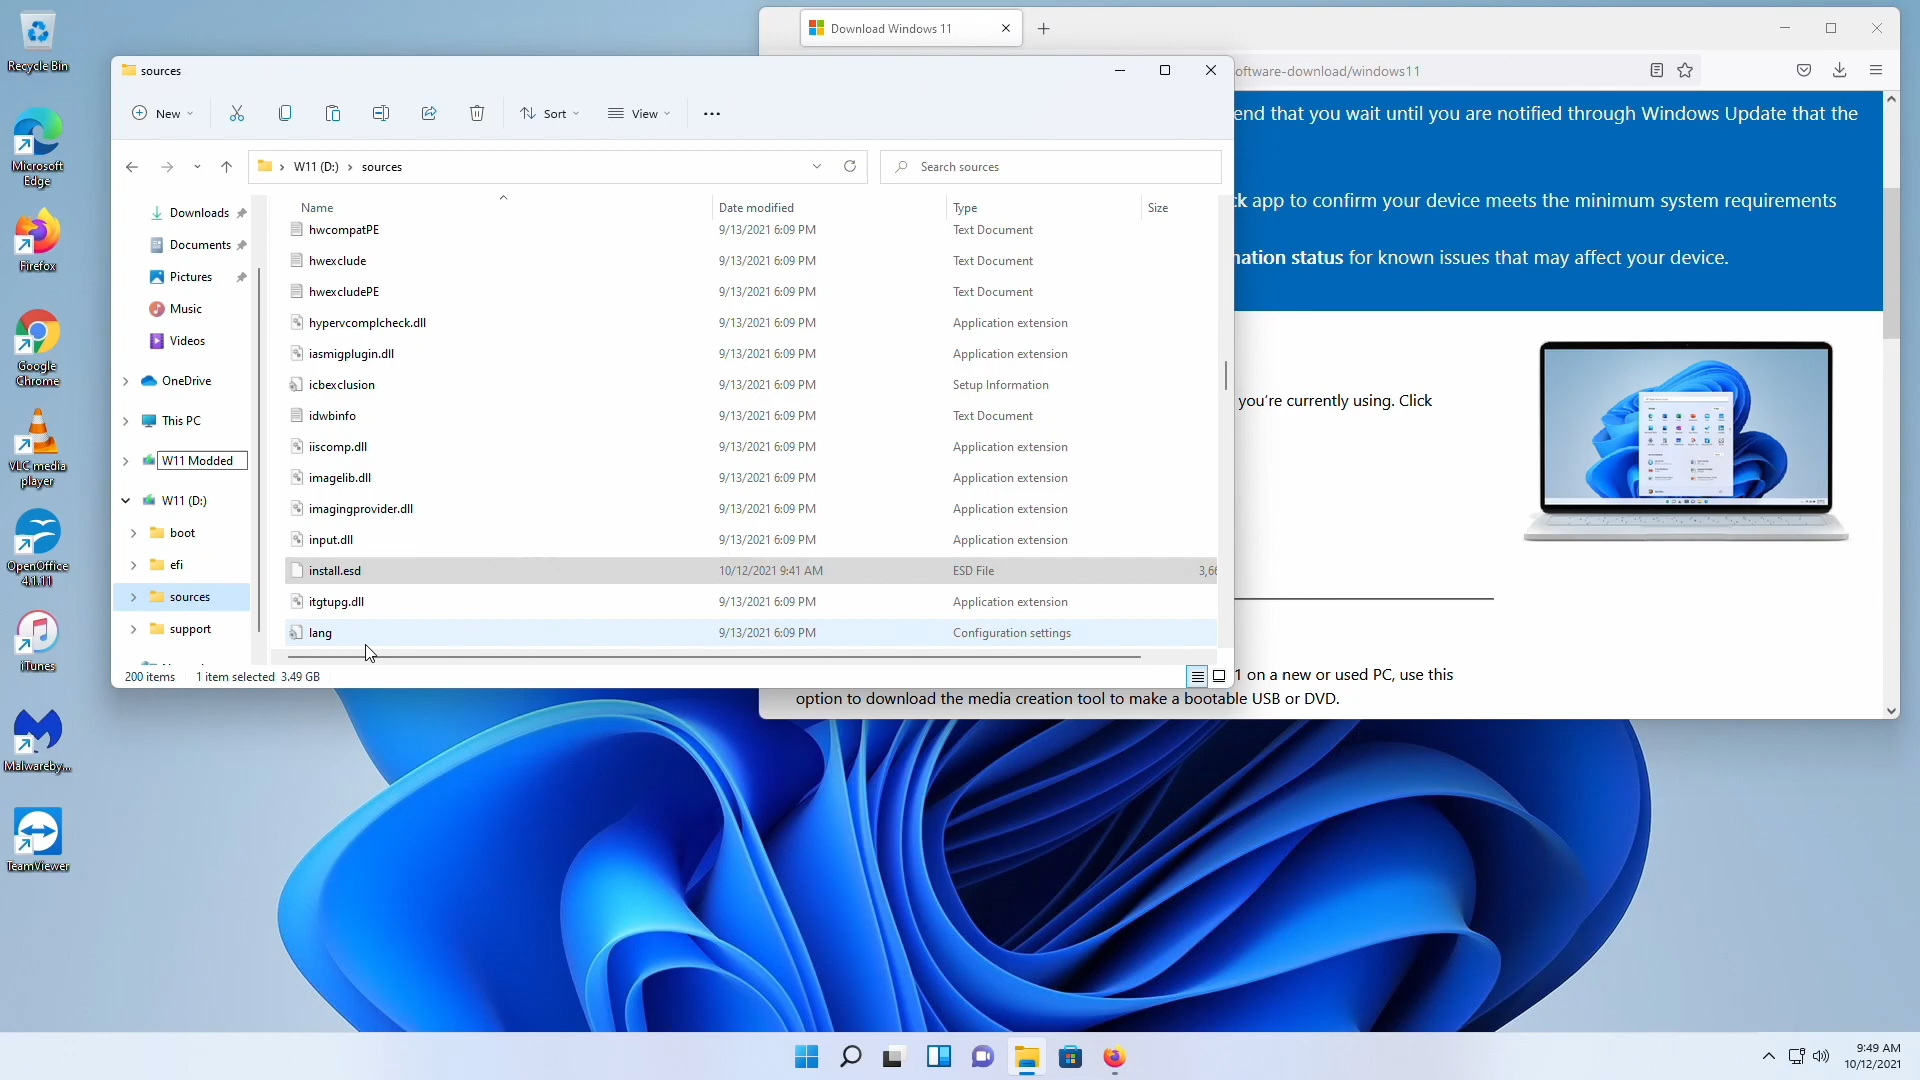 Recycle Bin
Microsoft
Edge
Firefox
Google
Chrome
VLC media
player
OpenOffice
4.1.11
iTunes
Malwareby...
TeamViewer
Download Windows 11
oftware-download/windows11
end that you wait until you are notified through Windows Update that the
ck app to confirm your device meets the minimum system requirements
mation status for known issues that may affect your device.
you're currently using. Click
1 on a new or used PC, use this
option to download the media creation tool to make a bootable USB or DVD.
sources
New
Sort
View
W11 (D:) › sources
Search sources
Downloads
Documents
Pictures
Music
Videos
OneDrive
This PC
W11 Modded
W11 (D:)
boot
efi
sources
support
Name Date modified Type Size
hwcompatPE 9/13/2021 6:09 PM Text Document
hwexclude 9/13/2021 6:09 PM Text Document
hwexcludePE 9/13/2021 6:09 PM Text Document
hypervcomplcheck.dll 9/13/2021 6:09 PM Application extension
iasmigplugin.dll 9/13/2021 6:09 PM Application extension
icbexclusion 9/13/2021 6:09 PM Setup Information
idwbinfo 9/13/2021 6:09 PM Text Document
iiscomp.dll 9/13/2021 6:09 PM Application extension
imagelib.dll 9/13/2021 6:09 PM Application extension
imagingprovider.dll 9/13/2021 6:09 PM Application extension
input.dll 9/13/2021 6:09 PM Application extension
install.esd 10/12/2021 9:41 AM ESD File 3,66
itgtupg.dll 9/13/2021 6:09 PM Application extension
lang 9/13/2021 6:09 PM Configuration settings
200 items 1 item selected 3.49 GB
9:49 AM
10/12/2021